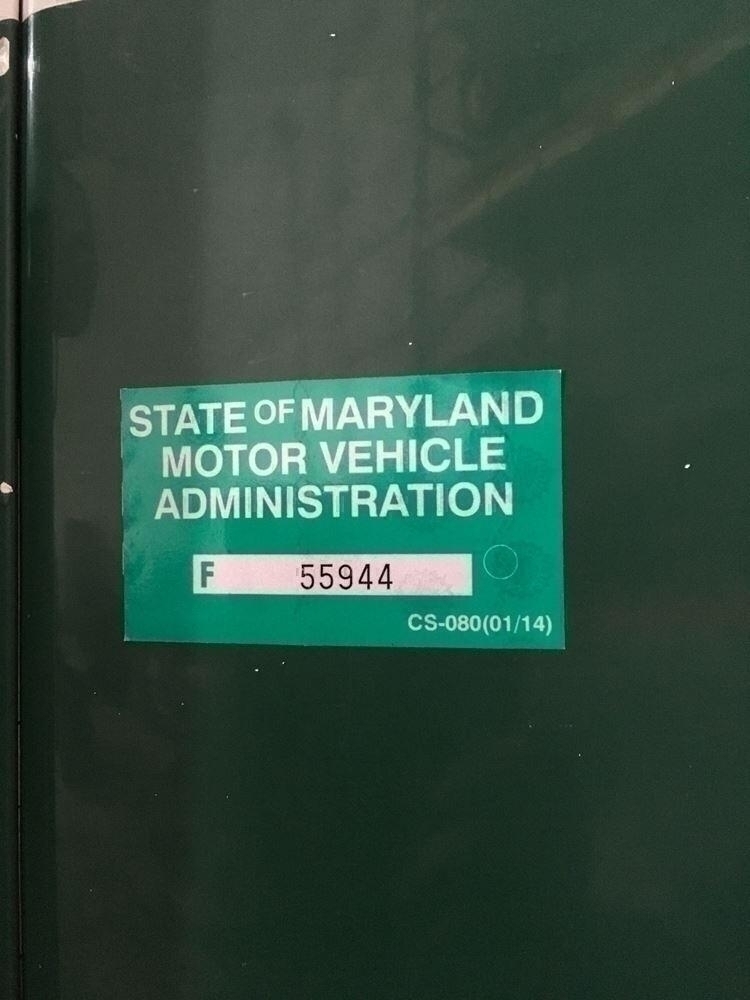 STATE OF MARYLAND
MOTOR VEHICLE
ADMINISTRATION
F 55944
CS-080(01/14)